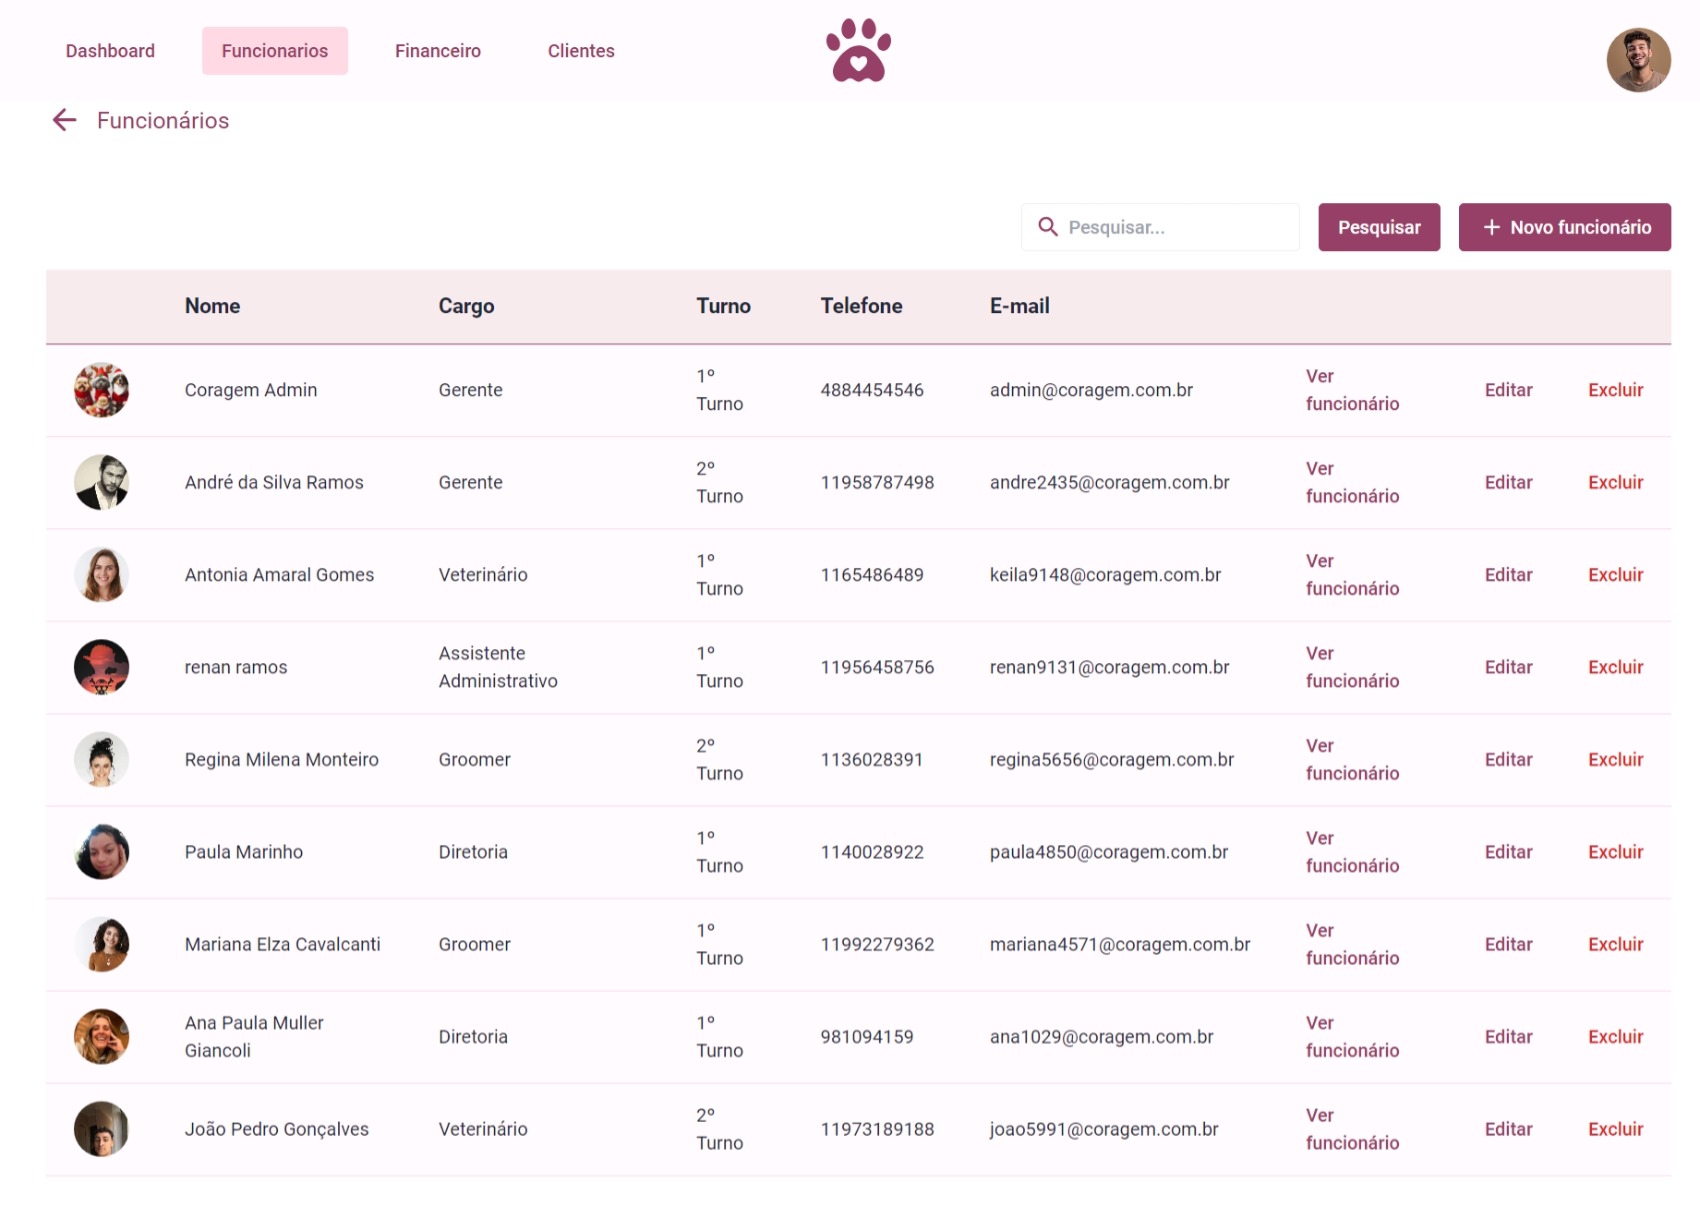 Dashboard Funcionarios Financeiro Clientes
Funcionários
Pesquisar... Pesquisar + Novo funcionário
Nome Cargo Turno Telefone E-mail
Coragem Admin Gerente 1º Turno 4884454546 admin@coragem.com.br Ver funcionário Editar Excluir
André da Silva Ramos Gerente 2º Turno 11958787498 andre2435@coragem.com.br Ver funcionário Editar Excluir
Antonia Amaral Gomes Veterinário 1º Turno 1165486489 keila9148@coragem.com.br Ver funcionário Editar Excluir
renan ramos Assistente Administrativo 1º Turno 11956458756 renan9131@coragem.com.br Ver funcionário Editar Excluir
Regina Milena Monteiro Groomer 2º Turno 1136028391 regina5656@coragem.com.br Ver funcionário Editar Excluir
Paula Marinho Diretoria 1º Turno 1140028922 paula4850@coragem.com.br Ver funcionário Editar Excluir
Mariana Elza Cavalcanti Groomer 1º Turno 11992279362 mariana4571@coragem.com.br Ver funcionário Editar Excluir
Ana Paula Muller Giancoli Diretoria 1º Turno 981094159 ana1029@coragem.com.br Ver funcionário Editar Excluir
João Pedro Gonçalves Veterinário 2º Turno 11973189188 joao5991@coragem.com.br Ver funcionário Editar Excluir